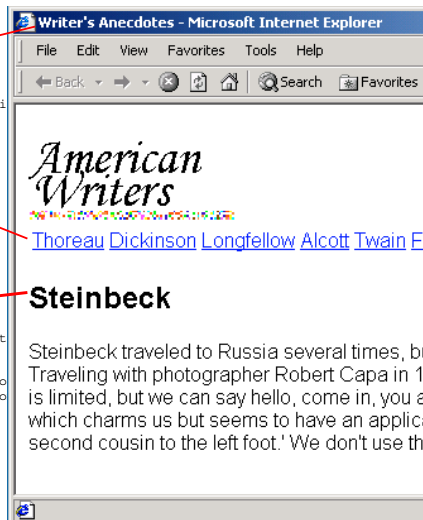 Writer's Anecdotes - Microsoft Internet Explorer
File Edit View Favorites Tools Help
Back Search Favorites
American
Writers
Thoreau Dickinson Longfellow Alcott Twain F
Steinbeck
Steinbeck traveled to Russia several times, bu
Traveling with photographer Robert Capa in 1
is limited, but we can say hello, come in, you a
which charms us but seems to have an applica
second cousin to the left foot.' We don't use th